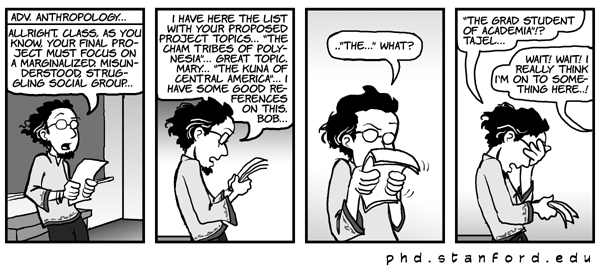 ADV. ANTHROPOLOGY...
ALLRIGHT, CLASS, AS YOU
KNOW, YOUR FINAL PRO-
JECT MUST FOCUS ON
A MARGINALIZED, MISUN-
DERSTOOD, STRUG-
GLING SOCIAL GROUP...
I HAVE HERE THE LIST
WITH YOUR PROPOSED
PROJECT TOPICS... "THE
CHAM TRIBES OF POLY-
NESIA"... GREAT TOPIC,
MARY... "THE KUNA OF
CENTRAL AMERICA"... I
HAVE SOME GOOD RE-
FERENCES
ON THIS,
BOB...
.."THE..." WHAT?
"THE GRAD STUDENT
OF ACADEMIA"!?
TAJEL...
WAIT! WAIT! I
REALLY THINK
I'M ON TO SOME-
THING HERE..!
phd.stanford.edu